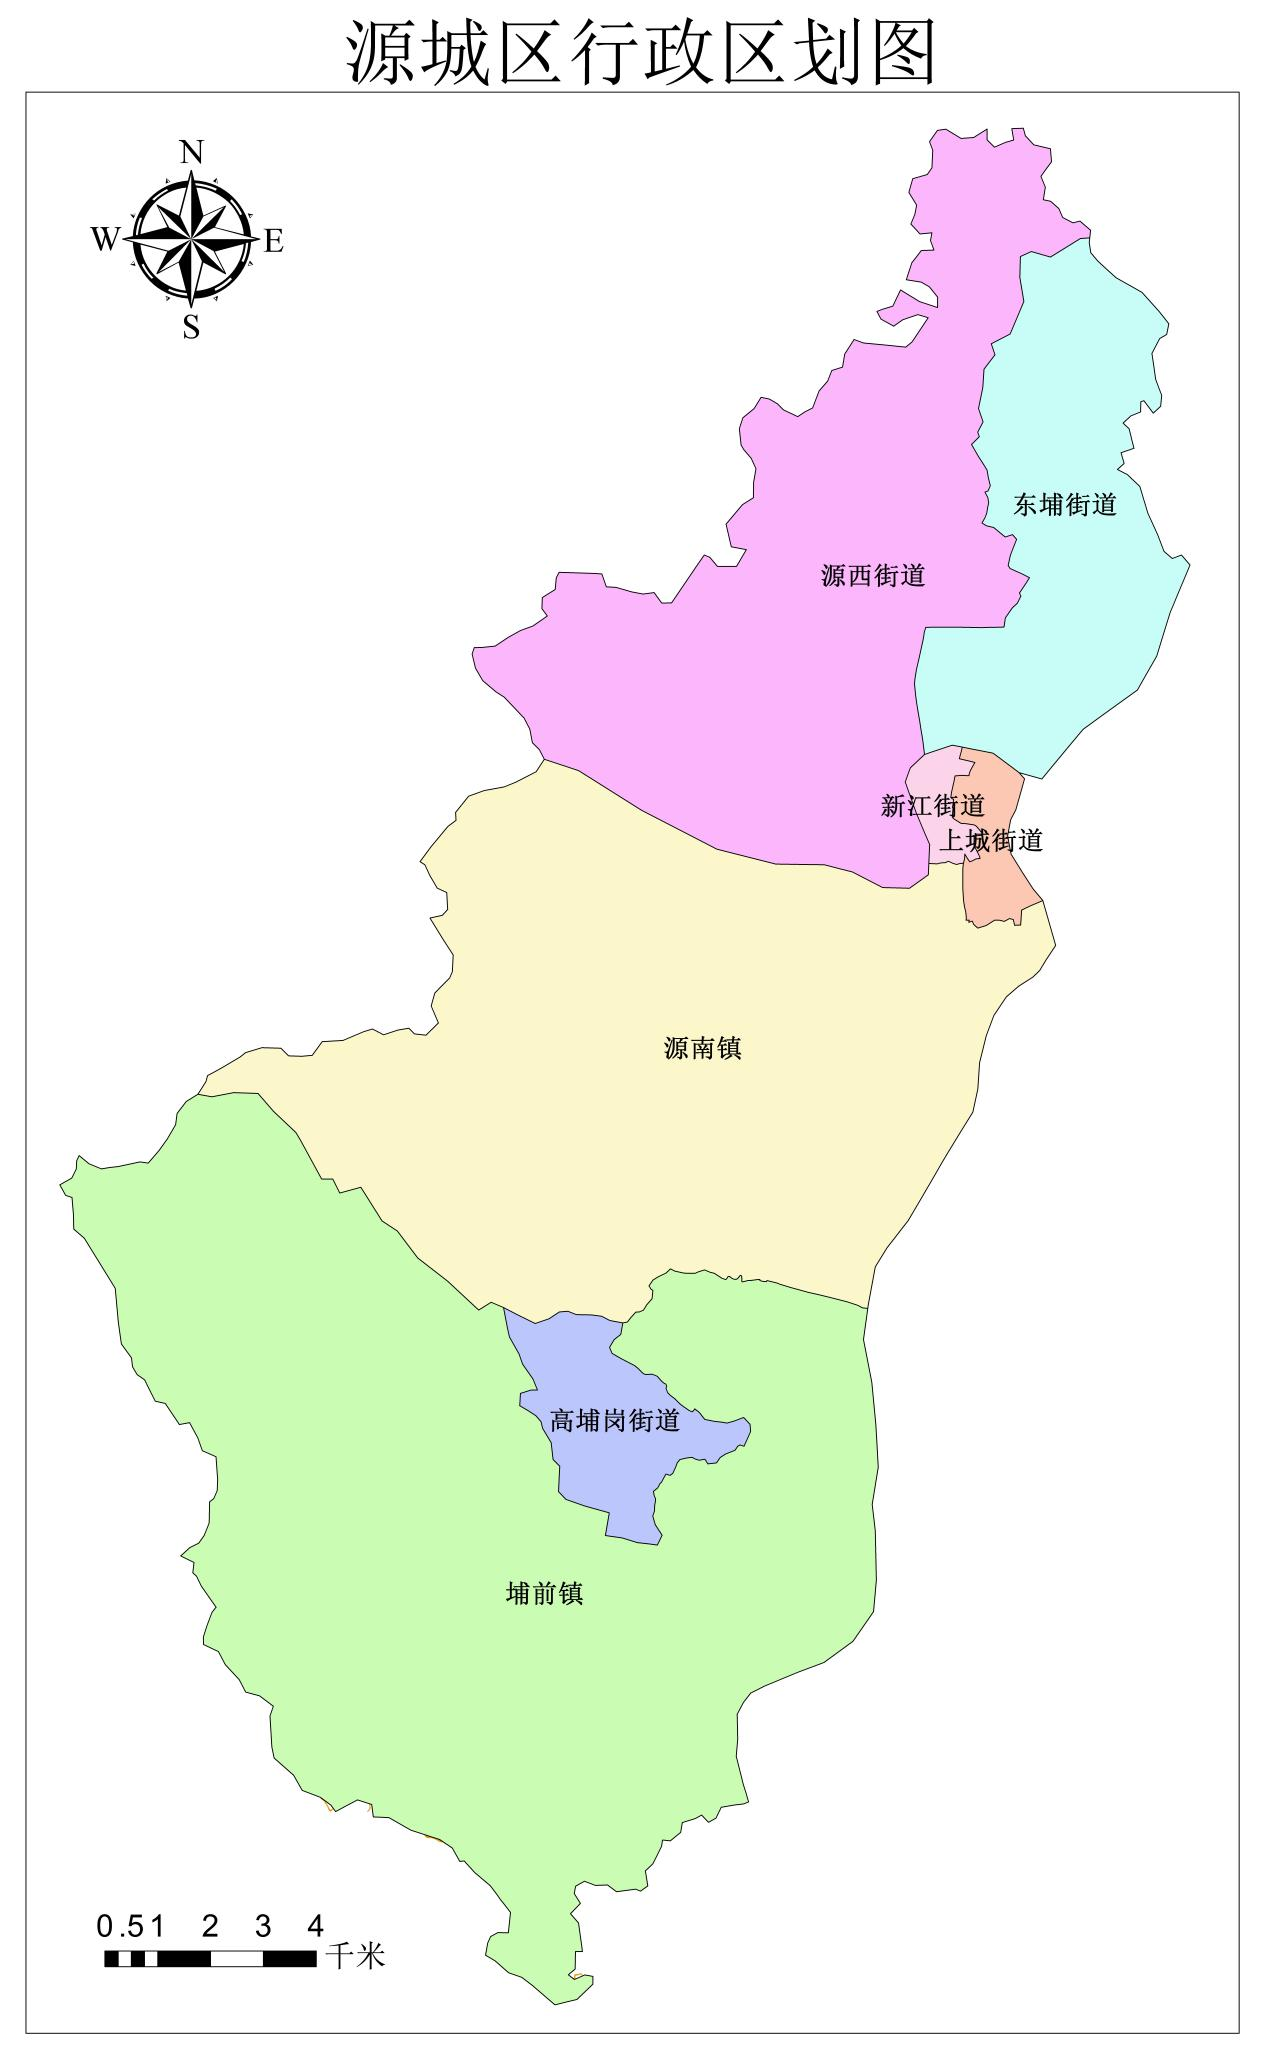 源城区行政区划图
N
W E
S
东埔街道
源西街道
新江街道
上城街道
源南镇
高埔岗街道
埔前镇
0 .51 2 3 4
千米